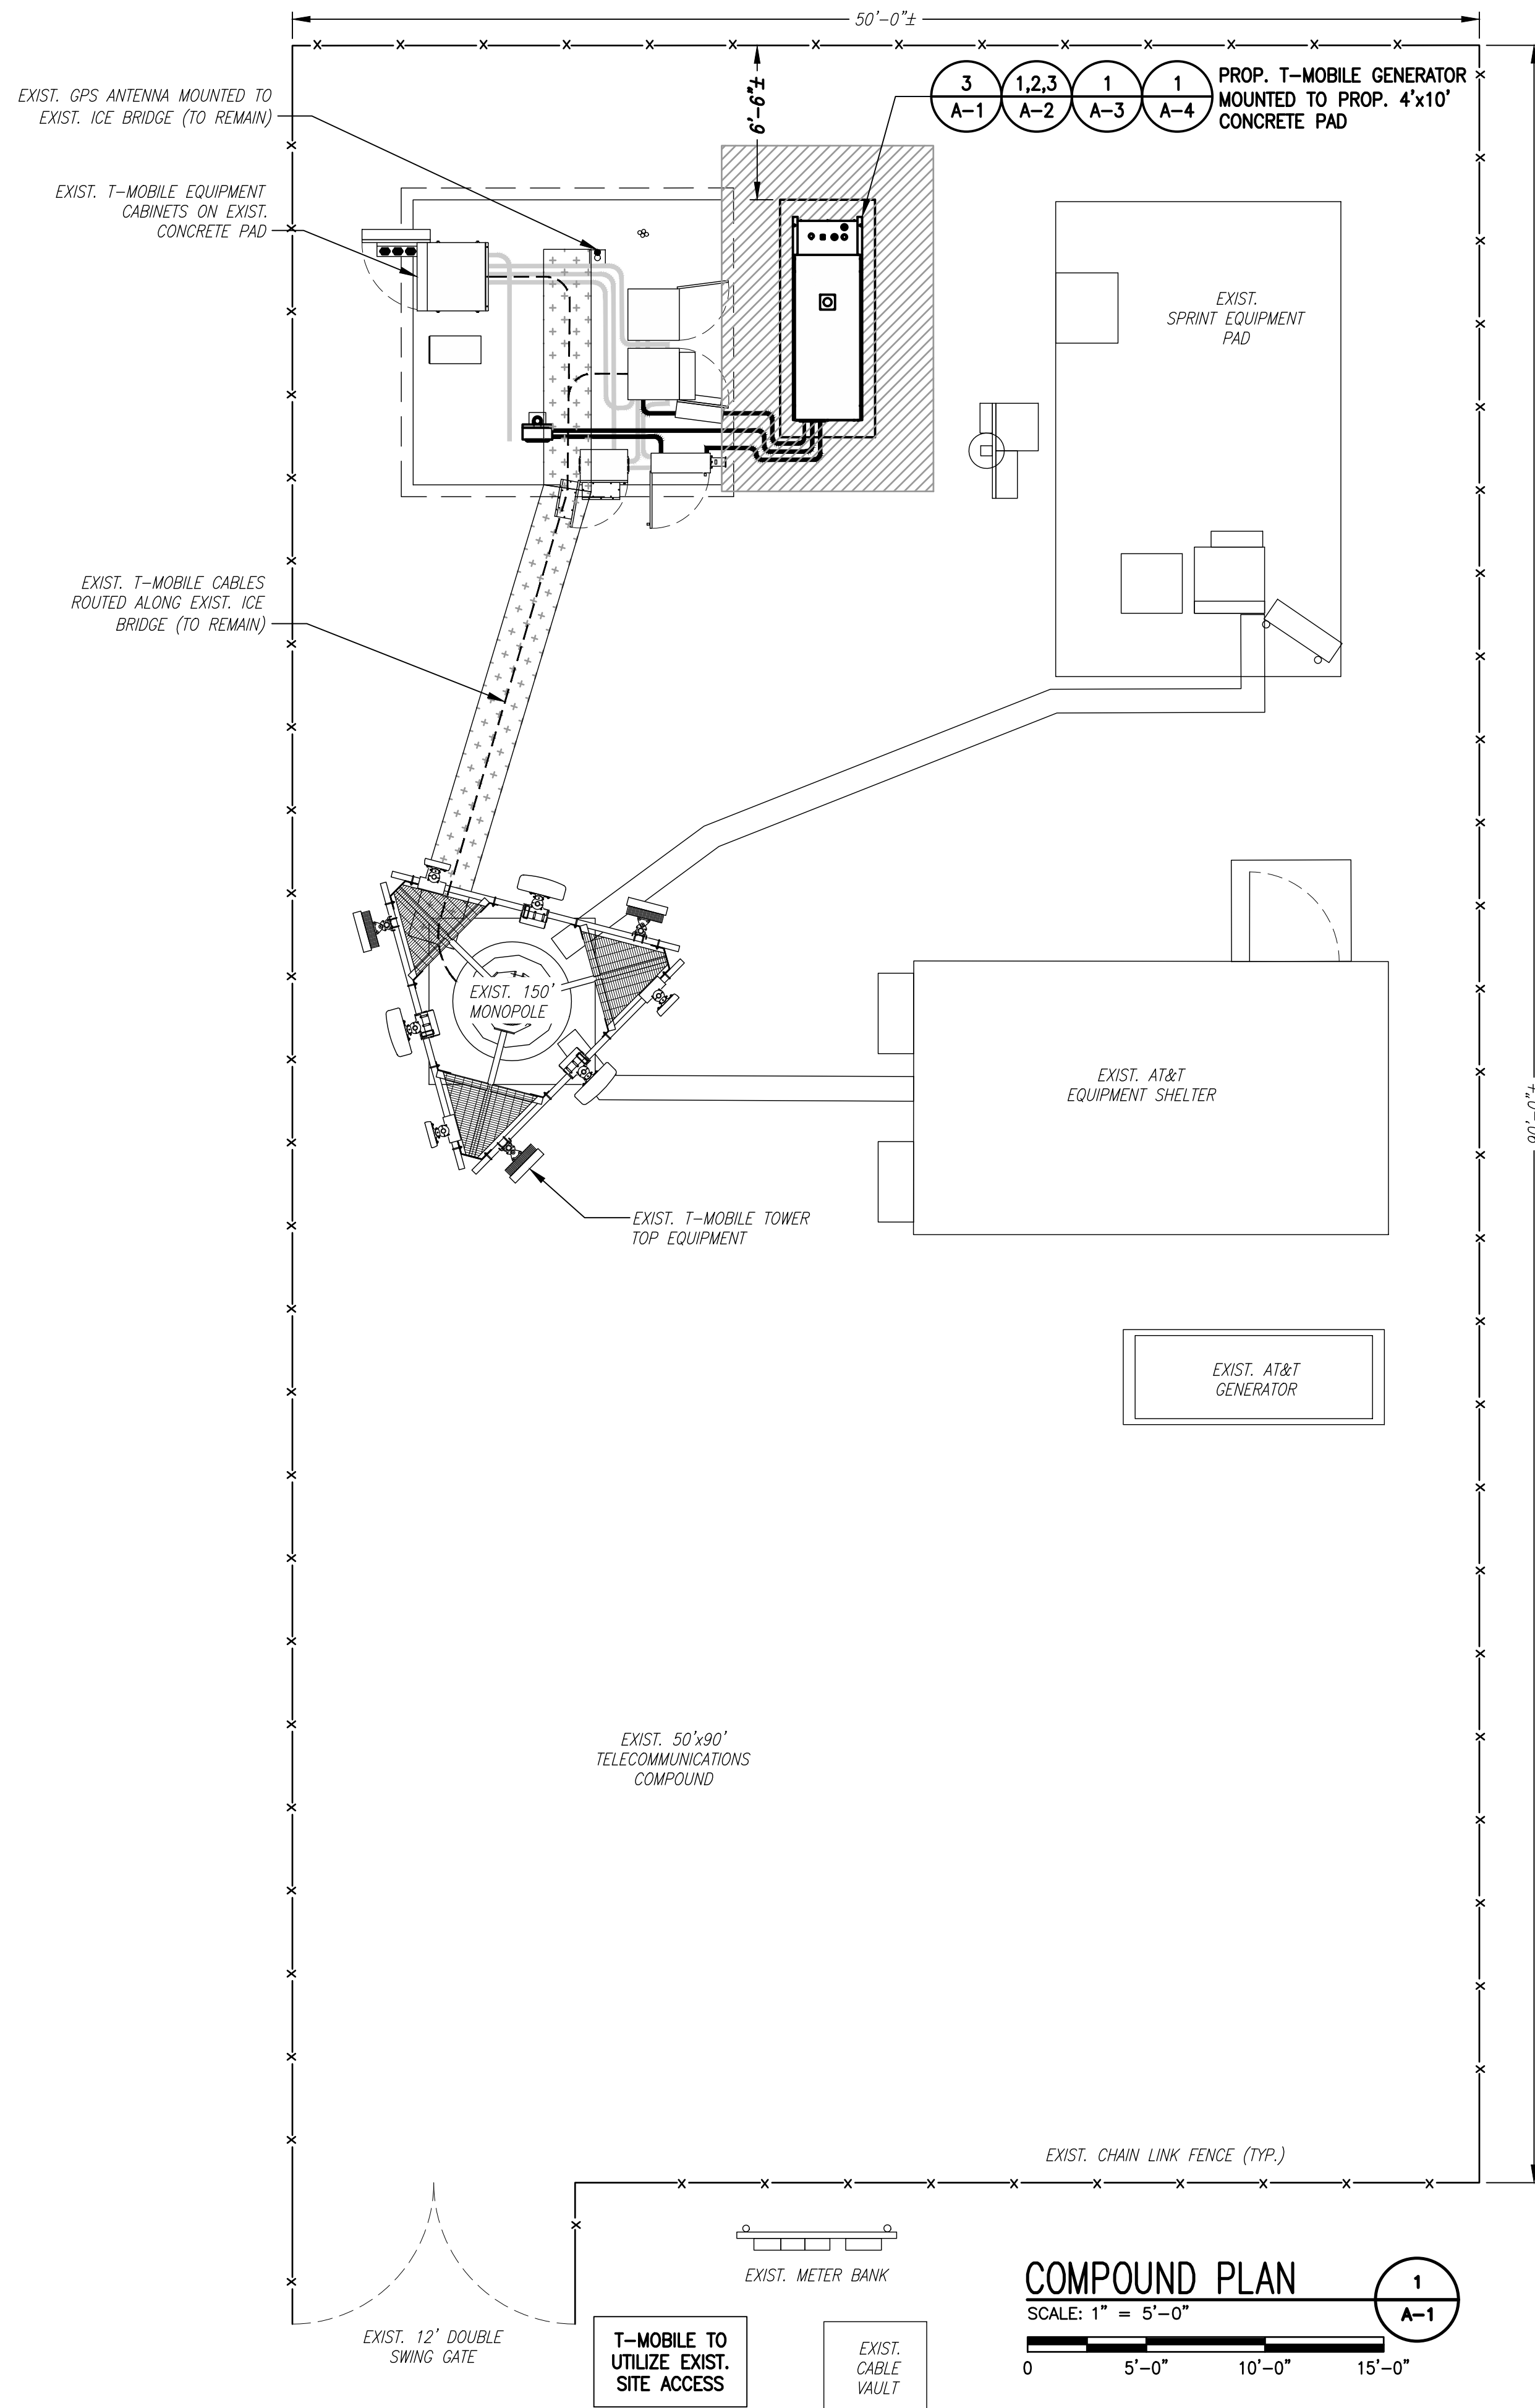 50'-0"±
EXIST. GPS ANTENNA MOUNTED TO
EXIST. ICE BRIDGE (TO REMAIN)
6'-6"±
3
A-1
1,2,3
A-2
1
A-3
1
A-4
PROP. T-MOBILE GENERATOR
MOUNTED TO PROP. 4'x10'
CONCRETE PAD
EXIST. T-MOBILE EQUIPMENT
CABINETS ON EXIST.
CONCRETE PAD
EXIST.
SPRINT EQUIPMENT
PAD
EXIST. T-MOBILE CABLES
ROUTED ALONG EXIST. ICE
BRIDGE (TO REMAIN)
EXIST. 150'
MONOPOLE
EXIST. AT&T
EQUIPMENT SHELTER
90'-0"±
EXIST. T-MOBILE TOWER
TOP EQUIPMENT
EXIST. AT&T
GENERATOR
EXIST. 50'x90'
TELECOMMUNICATIONS
COMPOUND
EXIST. CHAIN LINK FENCE (TYP.)
EXIST. METER BANK
EXIST. 12' DOUBLE
SWING GATE
T-MOBILE TO
UTILIZE EXIST.
SITE ACCESS
EXIST.
CABLE
VAULT
COMPOUND PLAN
SCALE: 1" = 5'-0"
1
A-1
0 5'-0" 10'-0" 15'-0"